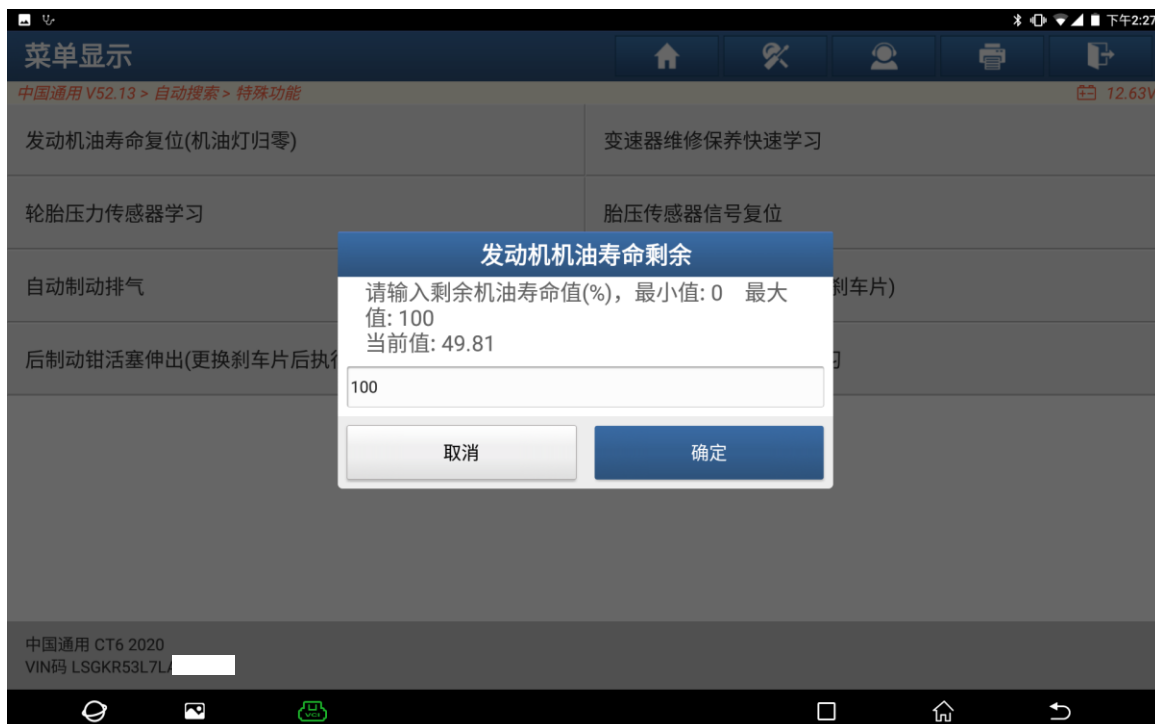 下午2:27
菜单显示
中国通用 V52.13 > 自动搜索 > 特殊功能
12.63V
发动机油寿命复位(机油灯归零)
变速器维修保养快速学习
轮胎压力传感器学习
胎压传感器信号复位
自动制动排气
刹车片)
后制动钳活塞伸出(更换刹车片后执行
习
发动机机油寿命剩余
请输入剩余机油寿命值(%)，最小值: 0 最大
值: 100
当前值: 49.81
100
取消
确定
中国通用 CT6 2020
VIN码 LSGKR53L7LA
VCI